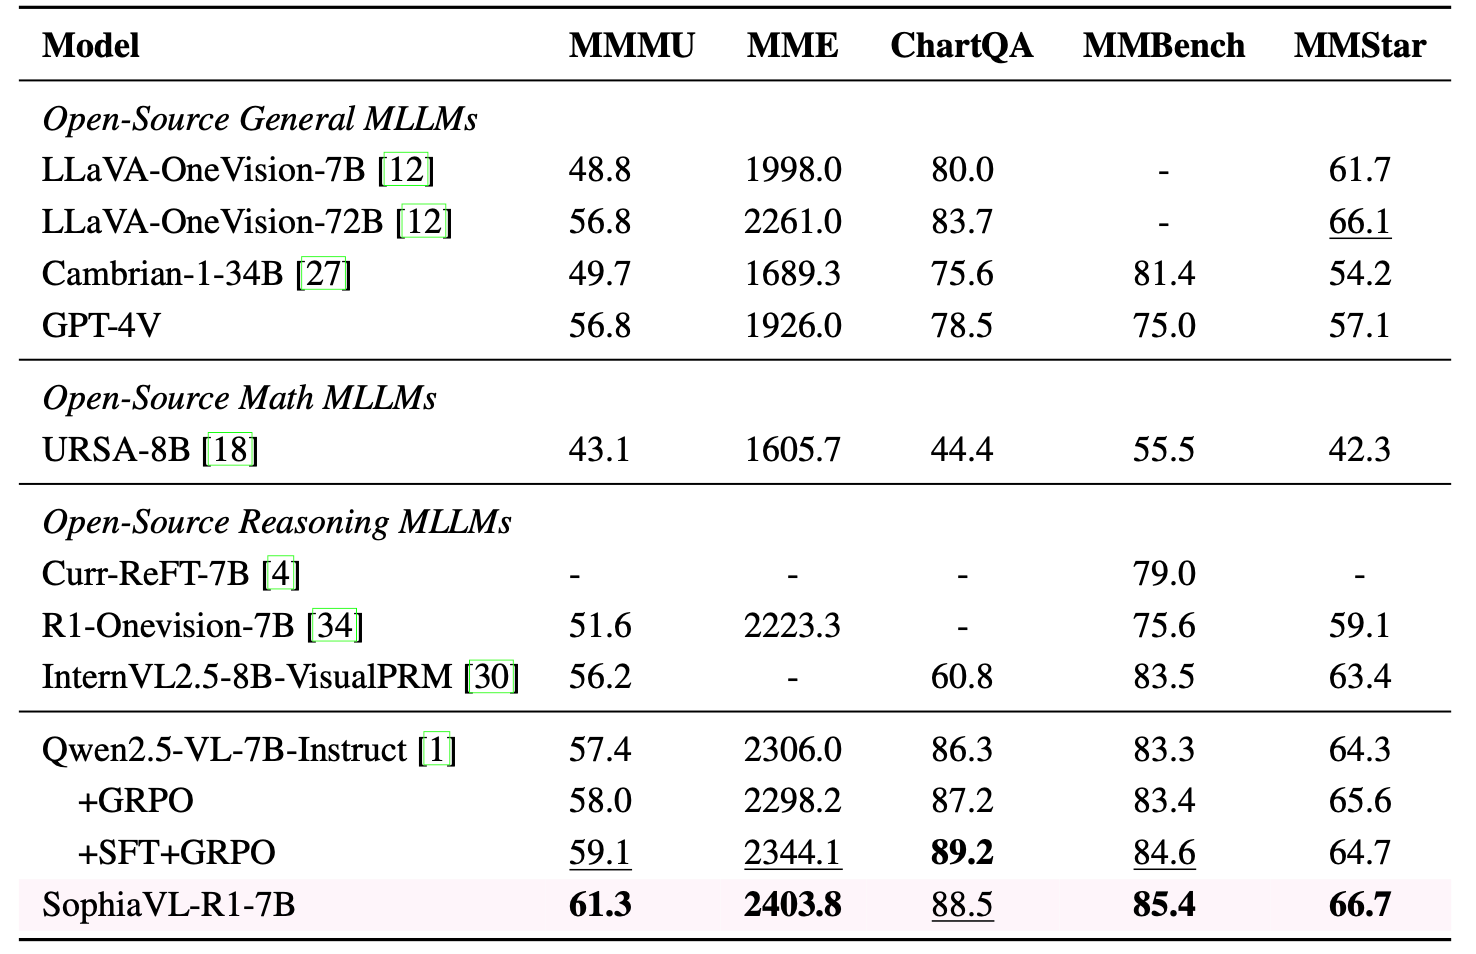 Model MMMU MME ChartQA MMBench MMStar
Open-Source General MLLMs
LLaVA-OneVision-7B [12] 48.8 1998.0 80.0 - 61.7
LLaVA-OneVision-72B [12] 56.8 2261.0 83.7 - 66.1
Cambrian-1-34B [27] 49.7 1689.3 75.6 81.4 54.2
GPT-4V 56.8 1926.0 78.5 75.0 57.1
Open-Source Math MLLMs
URSA-8B [18] 43.1 1605.7 44.4 55.5 42.3
Open-Source Reasoning MLLMs
Curr-ReFT-7B [4] - - - 79.0 -
R1-Onevision-7B [34] 51.6 2223.3 - 75.6 59.1
InternVL2.5-8B-VisualPRM [30] 56.2 - 60.8 83.5 63.4
Qwen2.5-VL-7B-Instruct [1] 57.4 2306.0 86.3 83.3 64.3
+GRPO 58.0 2298.2 87.2 83.4 65.6
+SFT+GRPO 59.1 2344.1 89.2 84.6 64.7
SophiaVL-R1-7B 61.3 2403.8 88.5 85.4 66.7